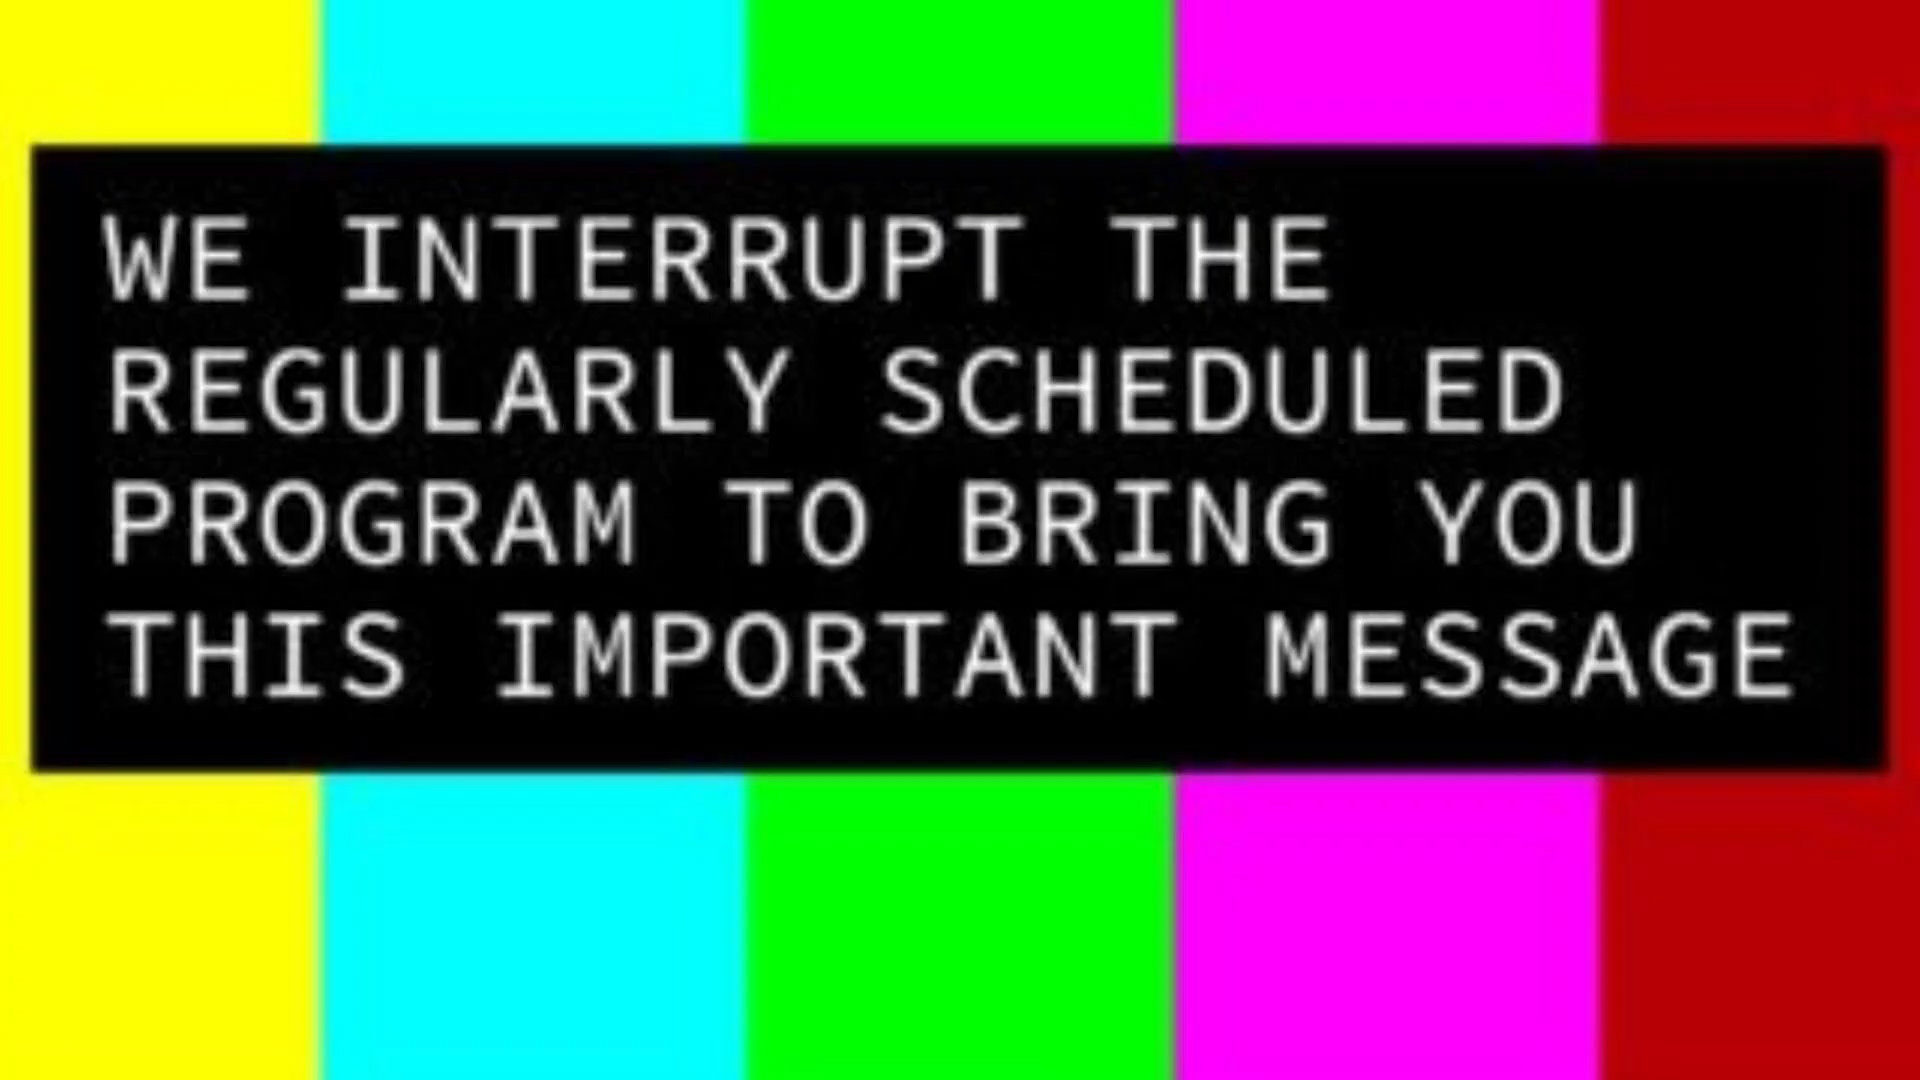 WE INTERRUPT THE
REGULARLY SCHEDULED
PROGRAM TO BRING YOU
THIS IMPORTANT MESSAGE